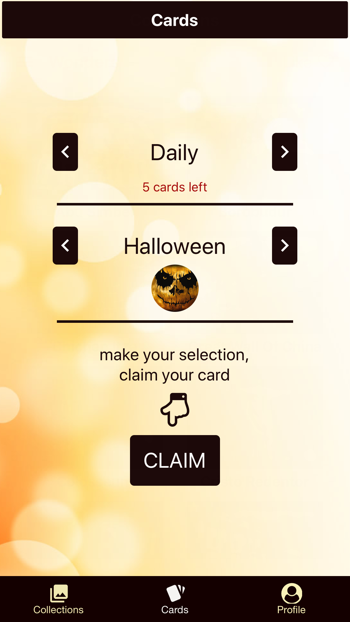 Cards
Daily
5 cards left
Halloween
make your selection,
claim your card
CLAIM
Collections
Cards
Profile